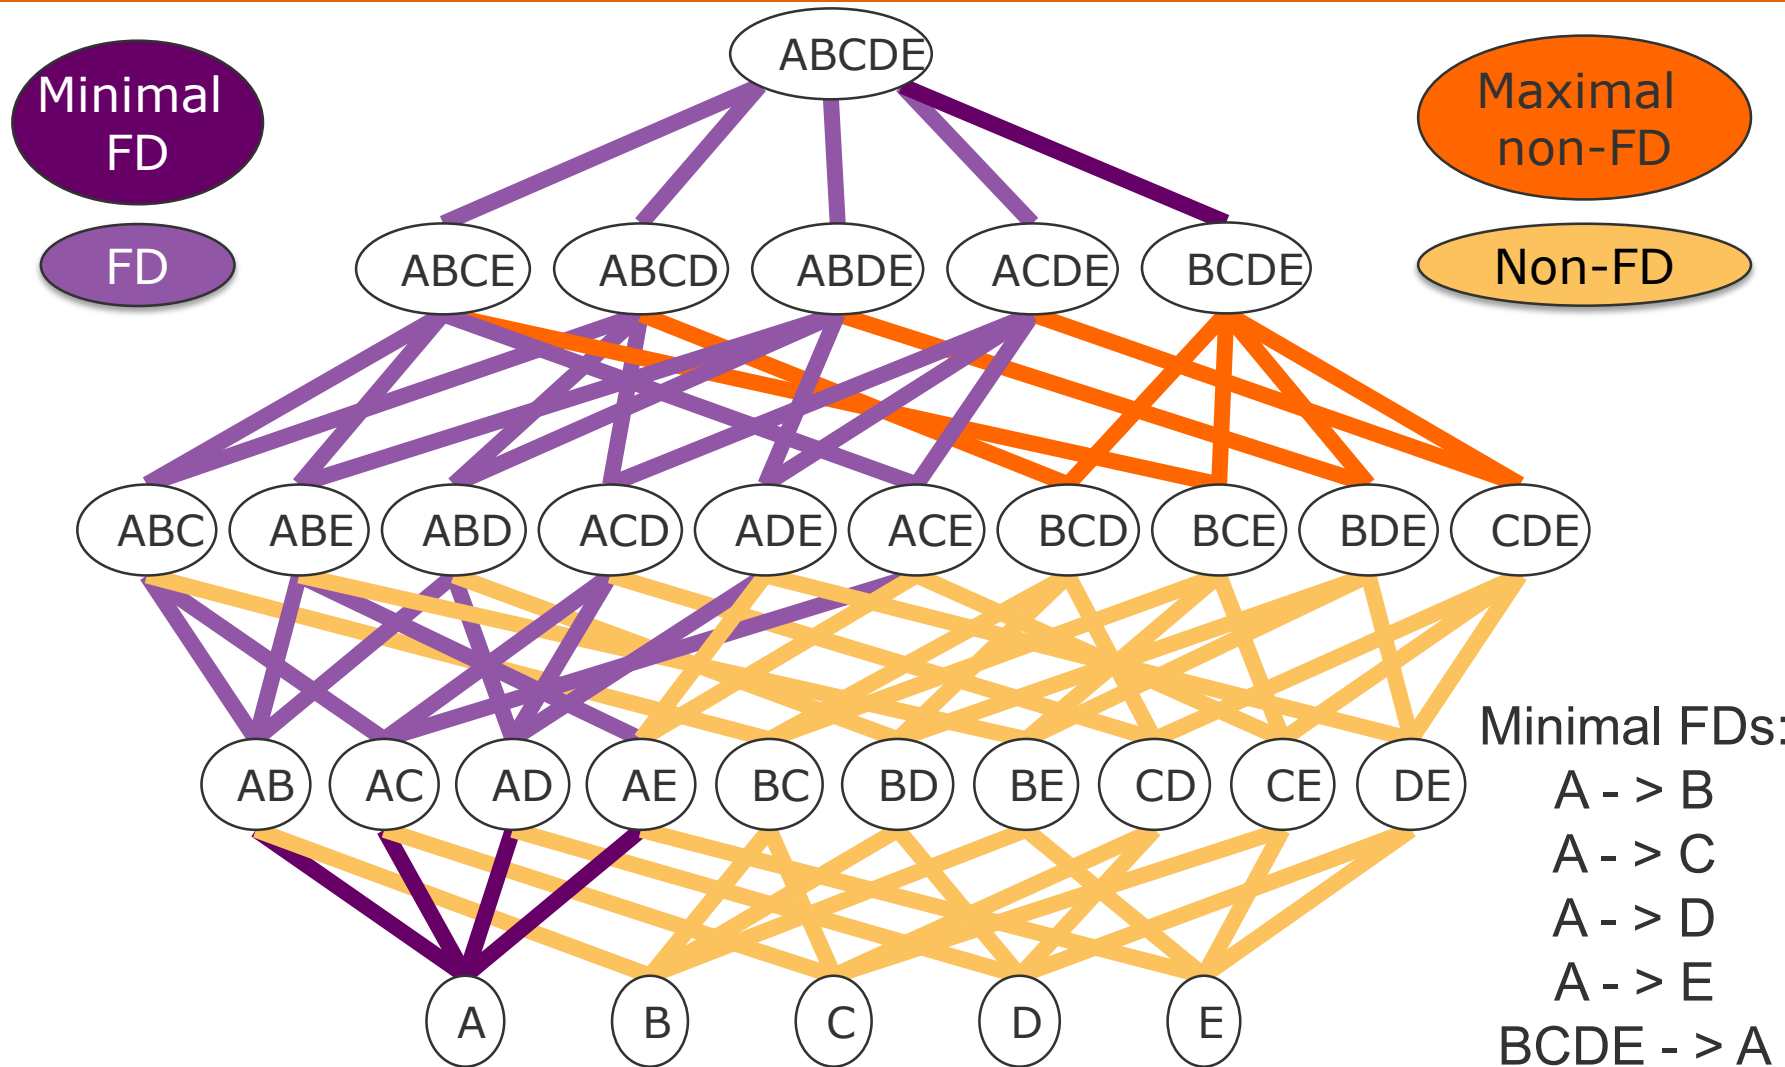 ABCDE
Minimal
FD
Maximal
non-FD
FD
Non-FD
ABCE ABCD ABDE ACDE BCDE
ABC ABE ABD ACD ADE ACE BCD BCE BDE CDE
AB AC AD AE BC BD BE CD CE DE
A B C D E
Minimal FDs:
A - > B
A - > C
A - > D
A - > E
BCDE - > A